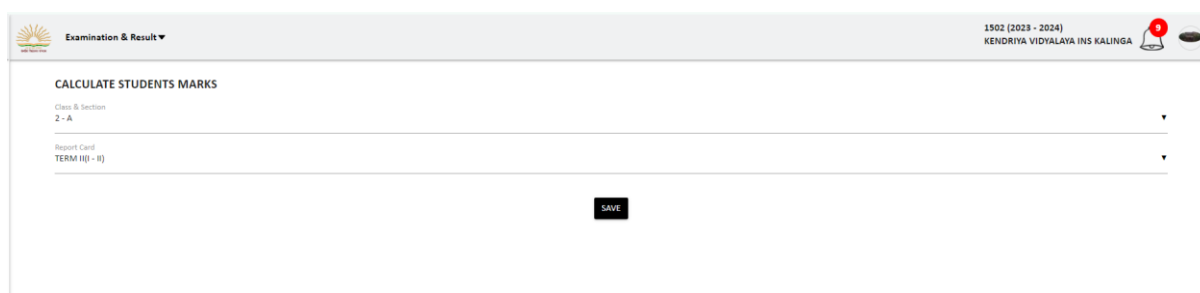 Examination & Result▼
1502 (2023 - 2024)
KENDRIYA VIDYALAYA INS KALINGA
9
CALCULATE STUDENTS MARKS
Class & Section
2 - A
Report Card
TERM II(I - II)
SAVE